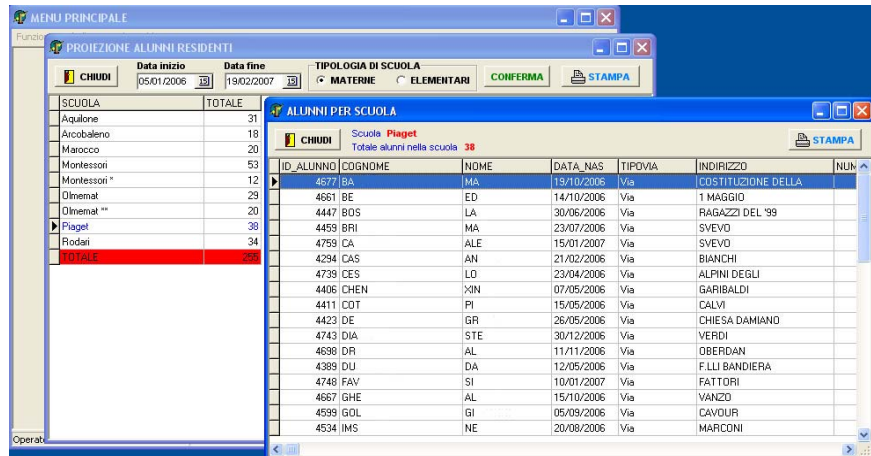 MENU PRINCIPALE
Funzio
PROIEZIONE ALUNNI RESIDENTI
CHIUDI
Data inizio
05/01/2006
15
Data fine
19/02/2007
15
TIPOLOGIA DI SCUOLA
MATERNE ELEMENTARI
CONFERMA
STAMPA
SCUOLA TOTALE
Aquilone 31
Arcobaleno 18
Marocco 20
Montessori 53
Montessori * 12
Olmemat 29
Olmemat ** 20
Piaget 38
Rodari 34
TOTALE 255
Operato
ALUNNI PER SCUOLA
CHIUDI
Scuola Piaget
Totale alunni nella scuola 38
STAMPA
ID_ALUNNO COGNOME NOME DATA_NAS TIPOVIA INDIRIZZO NUM
4677 BA MA 19/10/2006 Via COSTITUZIONE DELLA
4661 BE ED 14/10/2006 Via 1 MAGGIO
4447 BOS LA 30/06/2006 Via RAGAZZI DEL '99
4459 BRI MA 23/07/2006 Via SVEVO
4759 CA ALE 15/01/2007 Via SVEVO
4294 CAS AN 21/02/2006 Via BIANCHI
4739 CES LO 23/04/2006 Via ALPINI DEGLI
4406 CHEN XIN 07/05/2006 Via GARIBALDI
4411 COT PI 15/05/2006 Via CALVI
4423 DE GR 26/05/2006 Via CHIESA DAMIANO
4743 DIA STE 30/12/2006 Via VERDI
4698 DR AL 11/11/2006 Via OBERDAN
4389 DU DA 12/05/2006 Via F.LLI BANDIERA
4748 FAV SI 10/01/2007 Via FATTORI
4667 GHE AL 15/10/2006 Via VANZO
4599 GOL GI 05/09/2006 Via CAVOUR
4534 IMS NE 20/08/2006 Via MARCONI